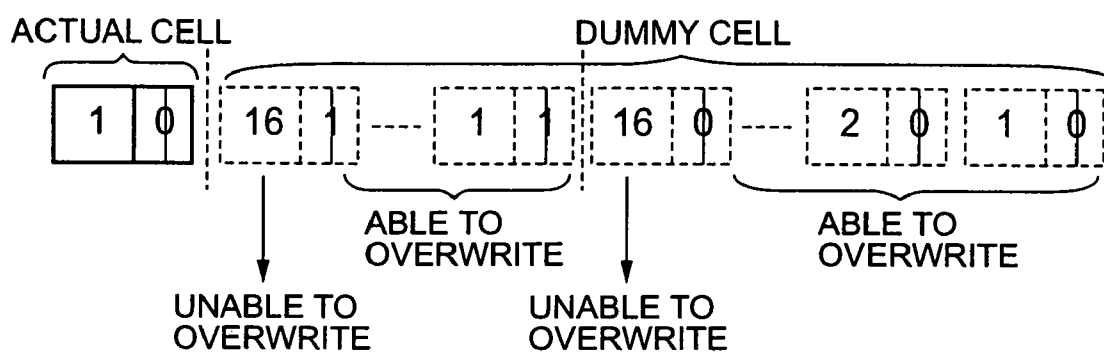 ACTUAL CELL
DUMMY CELL
1 0 16 1 1 1 16 0 2 0 1 0
ABLE TO
OVERWRITE
ABLE TO
OVERWRITE
UNABLE TO
OVERWRITE
UNABLE TO
OVERWRITE